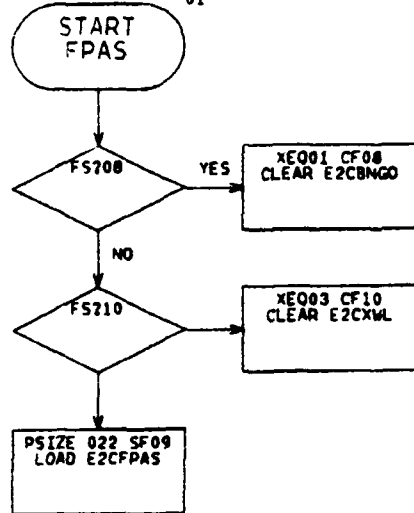 01
START
FPAS
FS?08
YES
XEQ01 CF08
CLEAR E2CBNGO
NO
FS?10
XEQ03 CF10
CLEAR E2CXWL
PSIZE 022 SF09
LOAD E2CFPAS